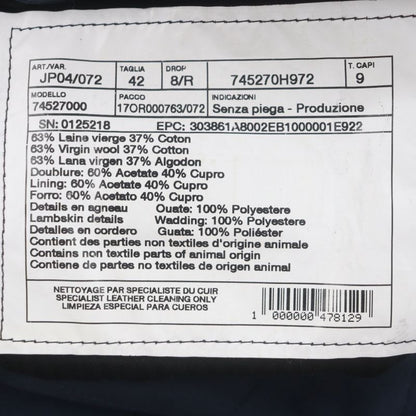 ART./VAR. TAGLIA DROP T. CAPI
JP04/072 42 8/R 745270H972 9
MODELLO PACCO INDICAZIONI
74527000 17OR000763/072 Senza piega - Produzione
SN: 0125218 EPC: 303861A8002EB1000001E922
63% Laine vierge 37% Coton
63% Virgin wool 37% Cotton
63% Lana virgen 37% Algodon
Doublure: 60% Acetate 40% Cupro
Lining: 60% Acetate 40% Cupro
Forro: 60% Acetato 40% Cupro
Details en agneau Ouate: 100% Polyestere
Lambskin details Wadding: 100% Polyestere
Detalles en cordero Guata: 100% Poliéster
Contient des parties non textiles d'origine animale
Contains non textile parts of animal origin
Contiene de partes no textiles de origen animal
NETTOYAGE PAR SPECIALISTE DU CUIR
SPECIALIST LEATHER CLEANING ONLY
LIMPIEZA ESPECIAL PARA CUEROS
1 000000 478129